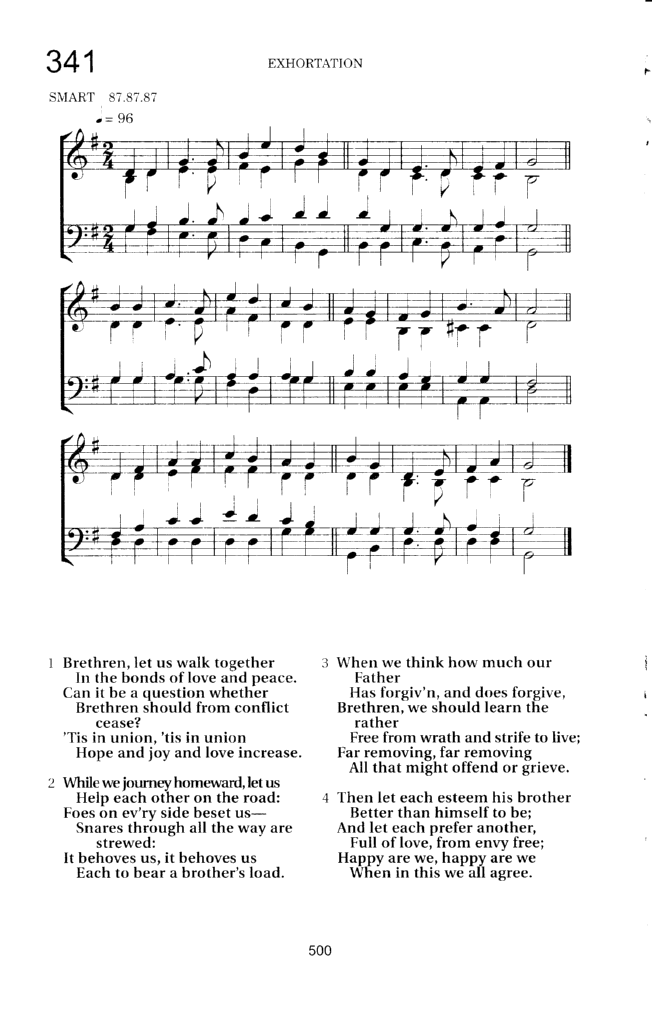 341
EXHORTATION
SMART 87.87.87
♩= 96
1 Brethren, let us walk together
In the bonds of love and peace.
Can it be a question whether
Brethren should from conflict
cease?
'Tis in union, 'tis in union
Hope and joy and love increase.
2 While we journey homeward, let us
Help each other on the road:
Foes on ev'ry side beset us—
Snares through all the way are
strewed:
It behoves us, it behoves us
Each to bear a brother's load.
3 When we think how much our
Father
Has forgiv'n, and does forgive,
Brethren, we should learn the
rather
Free from wrath and strife to live;
Far removing, far removing
All that might offend or grieve.
4 Then let each esteem his brother
Better than himself to be;
And let each prefer another,
Full of love, from envy free;
Happy are we, happy are we
When in this we all agree.
500